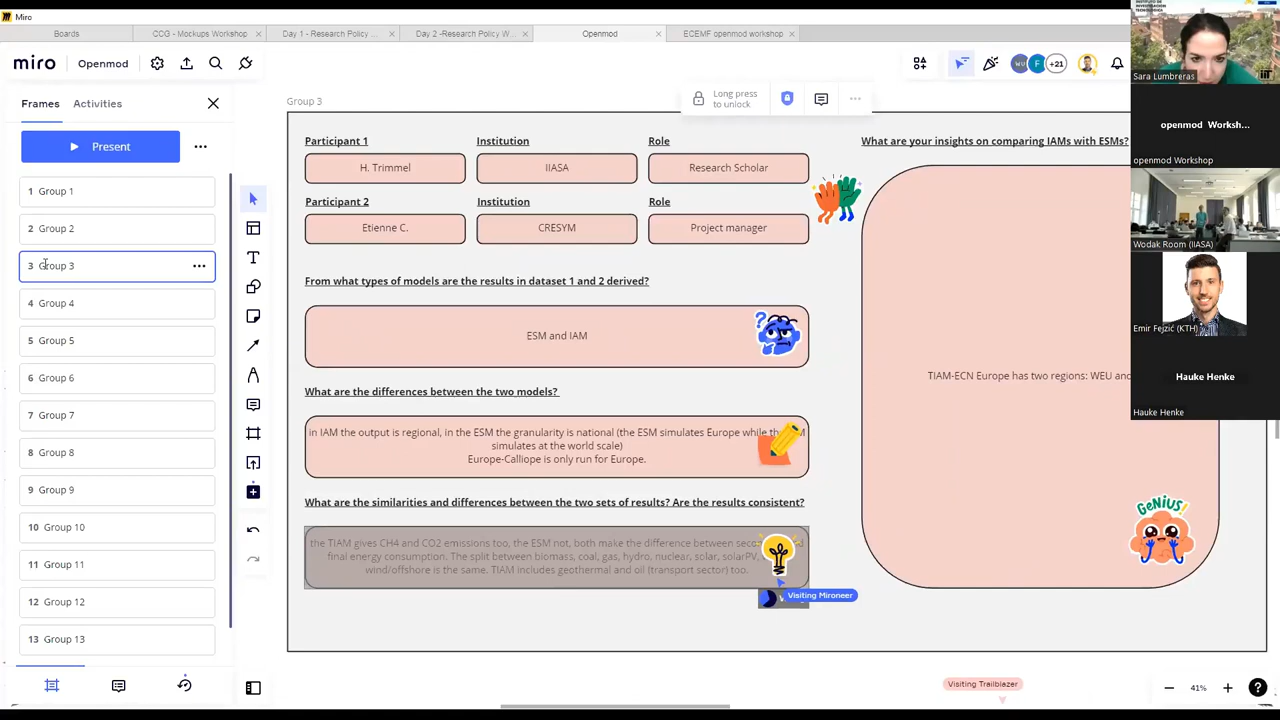 Miro
Boards
CCG - Mockups Workshop
Day 1 - Research Policy ...
Day 2 -Research Policy W...
Openmod
ECEMF openmod workshop
miro
Openmod
+21
Frames
Activities
Present
1 Group 1
2 Group 2
3 Group 3
4 Group 4
5 Group 5
6 Group 6
7 Group 7
8 Group 8
9 Group 9
10 Group 10
11 Group 11
12 Group 12
13 Group 13
Group 3
Long press
to unlock
Participant 1
Institution
Role
H. Trimmel
IIASA
Research Scholar
Participant 2
Institution
Role
Etienne C.
CRESYM
Project manager
From what types of models are the results in dataset 1 and 2 derived?
ESM and IAM
What are the differences between the two models?
in IAM the output is regional, in the ESM the granularity is national (the ESM simulates Europe while the
simulates at the world scale)
Europe-Calliope is only run for Europe.
What are the similarities and differences between the two sets of results? Are the results consistent?
the TIAM gives CH4 and CO2 emissions too, the ESM not, both make the difference between
final energy consumption. The split between biomass, coal, gas, hydro, nuclear, solar, solarPV,
wind/offshore is the same. TIAM includes geothermal and oil (transport sector) too.
Visiting Mironeer
What are your insights on comparing IAMs with ESMs?
TIAM-ECN Europe has two regions: WEU and
GENIUS!
Visiting Trailblazer
41%
INSTITUTO DE
INVESTIGACIÓN
TECNOLÓGICA
Sara Lumbreras
openmod Worksh...
openmod Workshop
Wodak Room (IIASA)
Emir Fejzić (KTH)
Hauke Henke
Hauke Henke